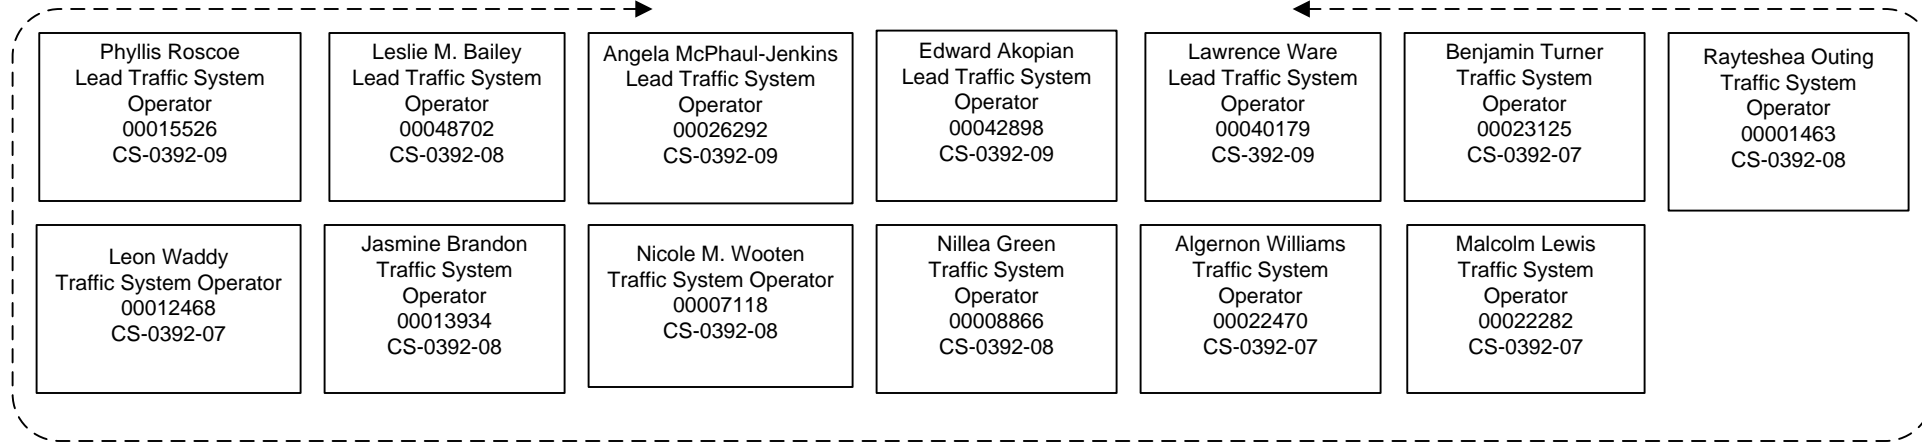 Phyllis Roscoe
Lead Traffic System
Operator
00015526
CS-0392-09
Leslie M. Bailey
Lead Traffic System
Operator
00048702
CS-0392-08
Angela McPhaul-Jenkins
Lead Traffic System
Operator
00026292
CS-0392-09
Edward Akopian
Lead Traffic System
Operator
00042898
CS-0392-09
Lawrence Ware
Lead Traffic System
Operator
00040179
CS-392-09
Benjamin Turner
Traffic System
Operator
00023125
CS-0392-07
Rayteshea Outing
Traffic System
Operator
00001463
CS-0392-08
Leon Waddy
Traffic System Operator
00012468
CS-0392-07
Jasmine Brandon
Traffic System
Operator
00013934
CS-0392-08
Nicole M. Wooten
Traffic System Operator
00007118
CS-0392-08
Nillea Green
Traffic System
Operator
00008866
CS-0392-08
Algernon Williams
Traffic System
Operator
00022470
CS-0392-07
Malcolm Lewis
Traffic System
Operator
00022282
CS-0392-07